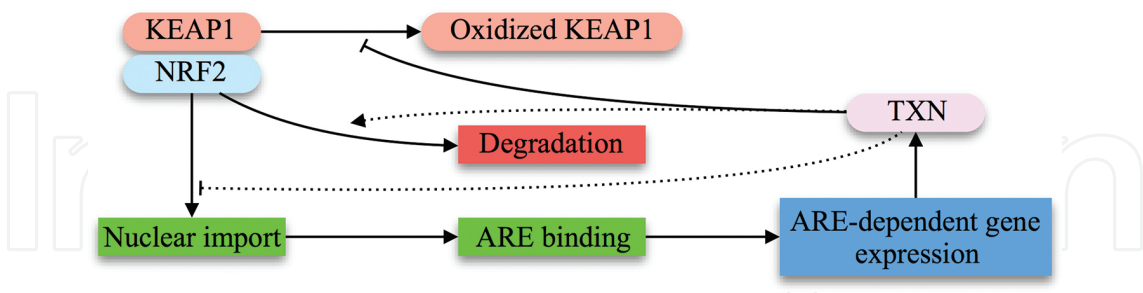 KEAP1
Oxidized KEAP1
NRF2
TXN
Degradation
Nuclear import
ARE binding
ARE-dependent gene
expression